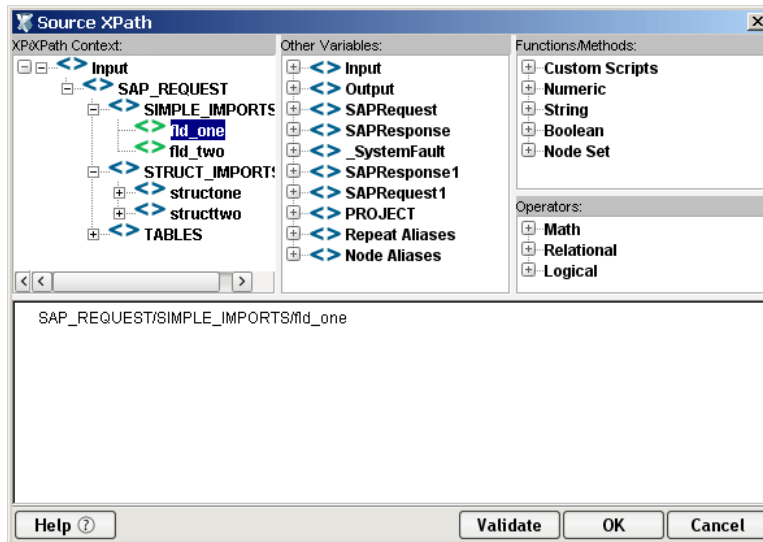 Source XPath
XPXPath Context:
Input
SAP_REQUEST
SIMPLE_IMPORTS
fld_one
fld_two
STRUCT_IMPORTS
structone
structtwo
TABLES
Other Variables:
Input
Output
SAPRequest
SAPResponse
_SystemFault
SAPResponse1
SAPRequest1
PROJECT
Repeat Aliases
Node Aliases
Functions/Methods:
Custom Scripts
Numeric
String
Boolean
Node Set
Operators:
Math
Relational
Logical
SAP_REQUEST/SIMPLE_IMPORTS/fld_one
Help ?
Validate
OK
Cancel